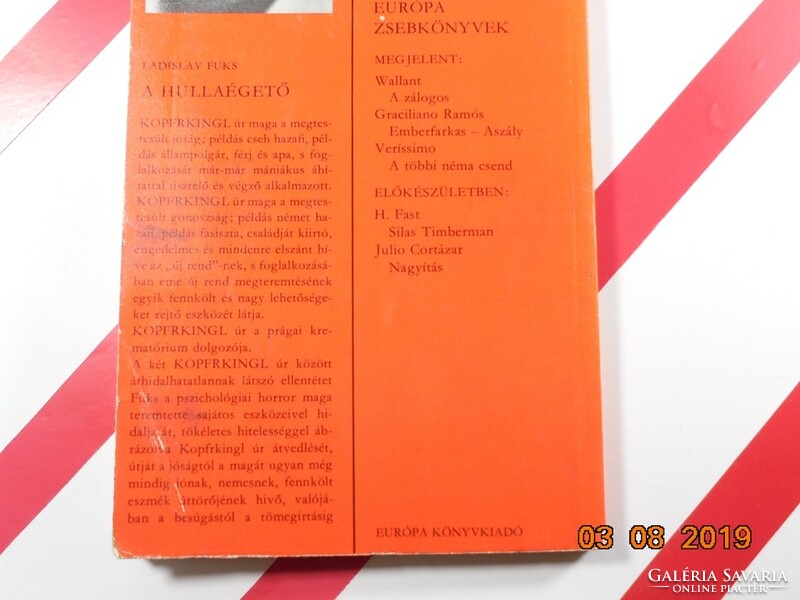 LADISLAV FUKS
A HULLAÉGETŐ
KOPFRKINGL úr maga a megtes-
tesült jóság; példás cseh hazafi, pél-
dás állampolgár, férj és apa, s fog-
lalkozását már-már mániákus áhí-
tattal tisztelő és végző alkalmazott.
KOPFRKINGL úr maga a megtes-
tesült gonoszság; példás német ha-
zafi, példás fasiszta, családját kiirtó,
engedelmes és mindenre elszánt hí-
ve az „új rend"-nek, s foglalkozásá-
ban eme új rend megteremtésének
egyik fennkölt és nagy lehetősége-
ket rejtő eszközét látja.
KOPFRKINGL úr a prágai kre-
matórium dolgozója.
A két KOPFRKINGL úr között
áthidalhatatlannak látszó ellentétet
Fuks a pszichológiai horror maga
teremtette sajátos eszközeivel hi-
dalja át, tökéletes hitelességgel áb-
rázolva Kopfrkingl úr átvedlését,
útját a jóságtól a magát ugyan még
mindig jónak, nemesnek, fennkölt
eszmék úttörőjének hivő, valójá-
ban a besúgástól a tömegirtásig
EURÓPA
ZSEBKÖNYVEK
MEGJELENT:
Wallant
A zálogos
Graciliano Ramós
Emberfarkas – Aszály
Veríssimo
A többi néma csend
ELŐKÉSZÜLETBEN:
H. Fast
Silas Timberman
Julio Cortázar
Nagyítás
EURÓPA KÖNYVKIADÓ
03 08 2019
GALÉRIA SAVARIA
ONLINE PIACTÉR